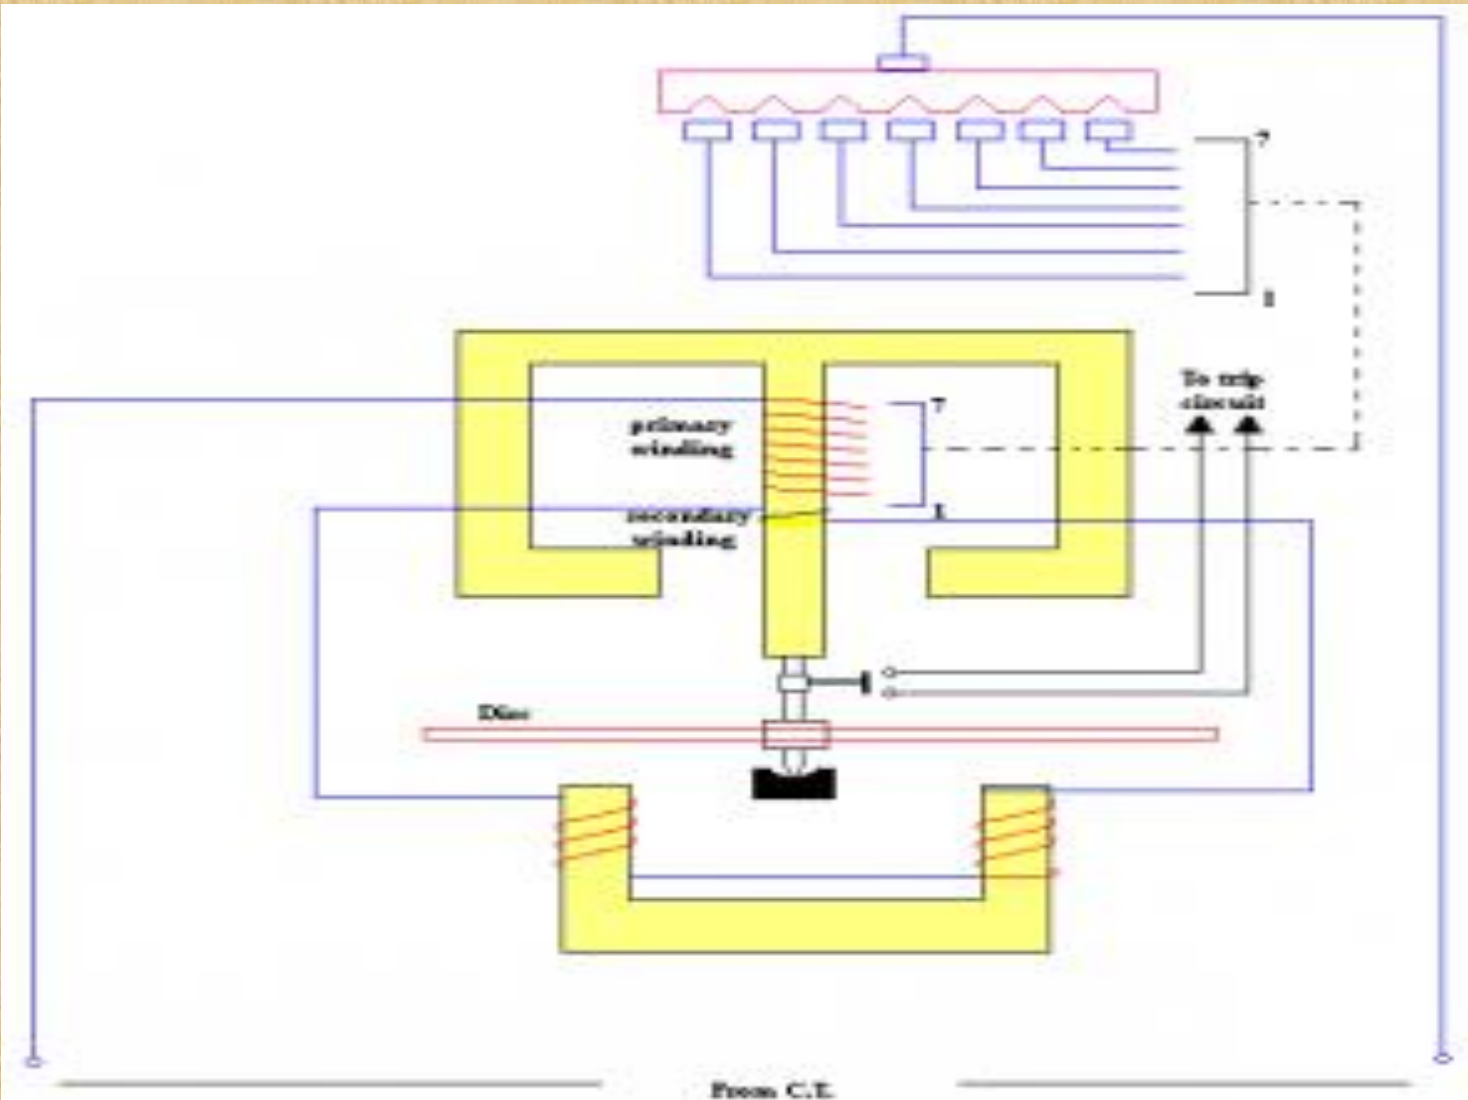 7
1
To trip
circuit
7
primary
winding
1
secondary
winding
Disc
From C.T.